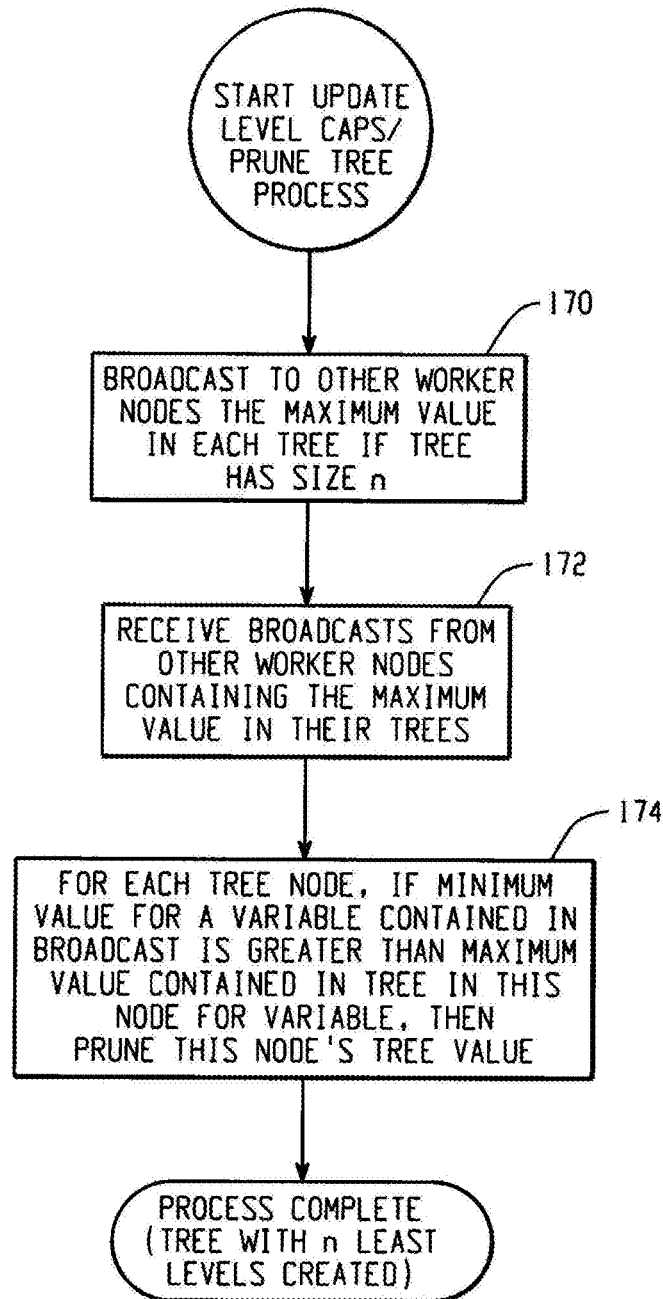 START UPDATE
LEVEL CAPS/
PRUNE TREE
PROCESS
170
BROADCAST TO OTHER WORKER
NODES THE MAXIMUM VALUE
IN EACH TREE IF TREE
HAS SIZE n
172
RECEIVE BROADCASTS FROM
OTHER WORKER NODES
CONTAINING THE MAXIMUM
VALUE IN THEIR TREES
174
FOR EACH TREE NODE, IF MINIMUM
VALUE FOR A VARIABLE CONTAINED IN
BROADCAST IS GREATER THAN MAXIMUM
VALUE CONTAINED IN TREE IN THIS
NODE FOR VARIABLE, THEN
PRUNE THIS NODE'S TREE VALUE
PROCESS COMPLETE
(TREE WITH n LEAST
LEVELS CREATED)